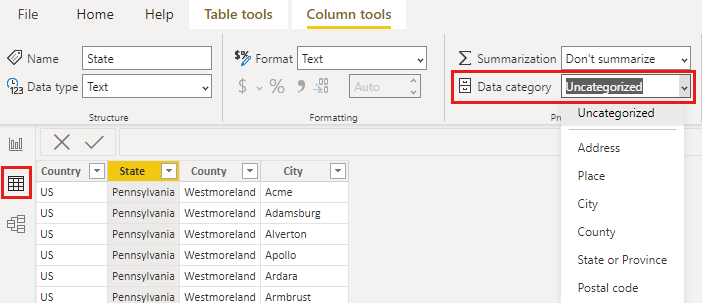 File Home Help Table tools Column tools
Name State Format Text Summarization Don't summarize
Data type Text $ % 9 .00 Auto Data category Uncategorized
Structure Formatting Pr
Uncategorized
Address
Place
City
County
State or Province
Postal code
Country State County City
US Pennsylvania Westmoreland Acme
US Pennsylvania Westmoreland Adamsburg
US Pennsylvania Westmoreland Alverton
US Pennsylvania Westmoreland Apollo
US Pennsylvania Westmoreland Ardara
US Pennsylvania Westmoreland Armbrust